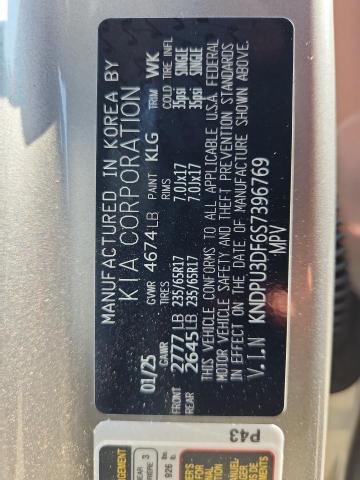 MANUFACTURED IN KOREA BY
KIA CORPORATION
01/25 GVWR 4674LB PAINT KLG TRIM WK
GAWR TIRES RIMS COLD TIRE INFL
2777LB 235/65R17 7.0JX17 35psi SINGLE
REAR 2645LB 235/65R17 7.0JX17 35psi SINGLE
THIS VEHICLE CONFORMS TO ALL APPLICABLE U.S.A. FEDERAL
MOTOR VEHICLE SAFETY AND THEFT PREVENTION STANDARDS
IN EFFECT ON THE DATE OF MANUFACTURE SHOWN ABOVE.
V.I.N KNDPU3DF6S7396769
MPV
P43